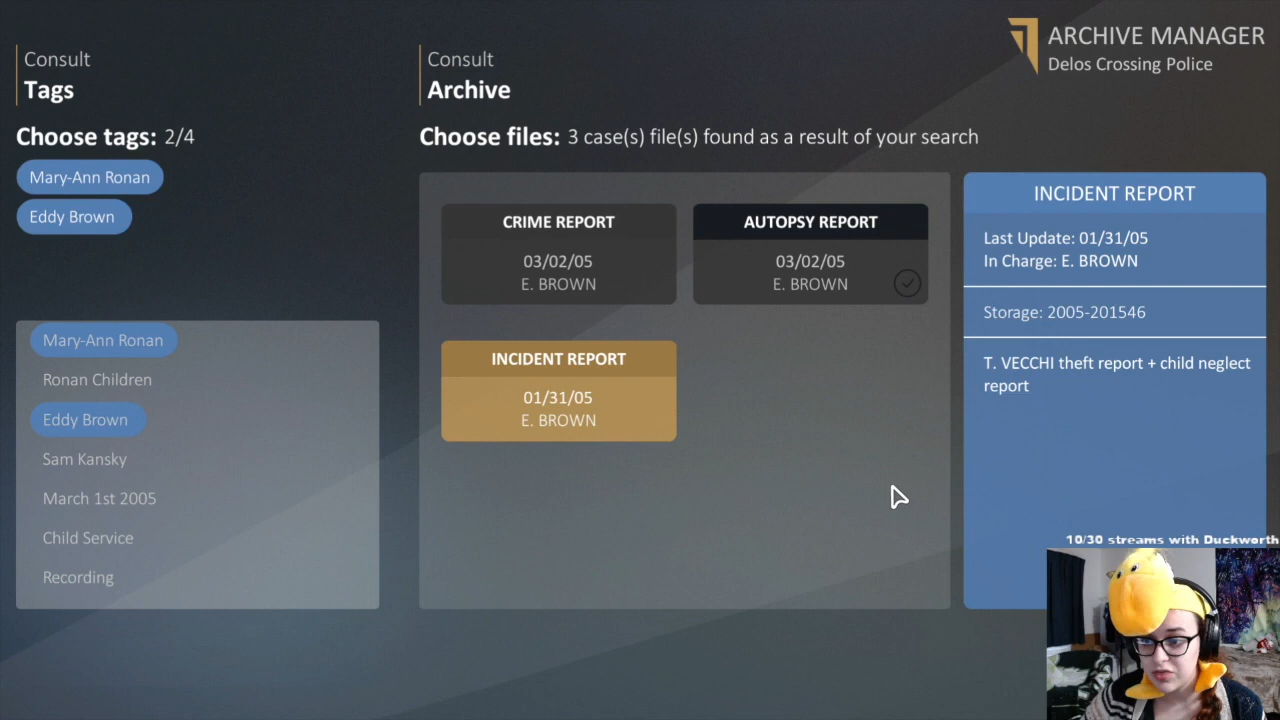 Consult
Tags
Choose tags: 2/4
Mary-Ann Ronan
Eddy Brown
Mary-Ann Ronan
Ronan Children
Eddy Brown
Sam Kansky
March 1st 2005
Child Service
Recording
Consult
Archive
Choose files: 3 case(s) file(s) found as a result of your search
CRIME REPORT
03/02/05
E. BROWN
AUTOPSY REPORT
03/02/05
E. BROWN
INCIDENT REPORT
01/31/05
E. BROWN
ARCHIVE MANAGER
Delos Crossing Police
INCIDENT REPORT
Last Update: 01/31/05
In Charge: E. BROWN
Storage: 2005-201546
T. VECCHI theft report + child neglect
report
10/30 streams with Duckworth